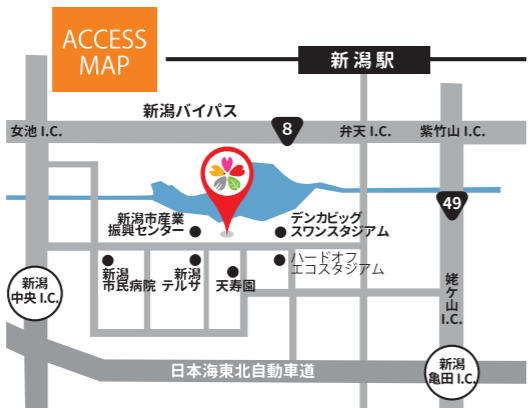 ACCESS
MAP
新潟駅
新潟バイパス
女池 I.C.
8
弁天 I.C.
紫竹山 I.C.
49
新潟市産業
振興センター
デンカビッグ
スワンスタジアム
新潟
市民病院
新潟
テルサ
天寿園
ハードオフ
エコスタジアム
新潟
中央 I.C.
姥ケ山
I.C.
日本海東北自動車道
新潟
亀田 I.C.